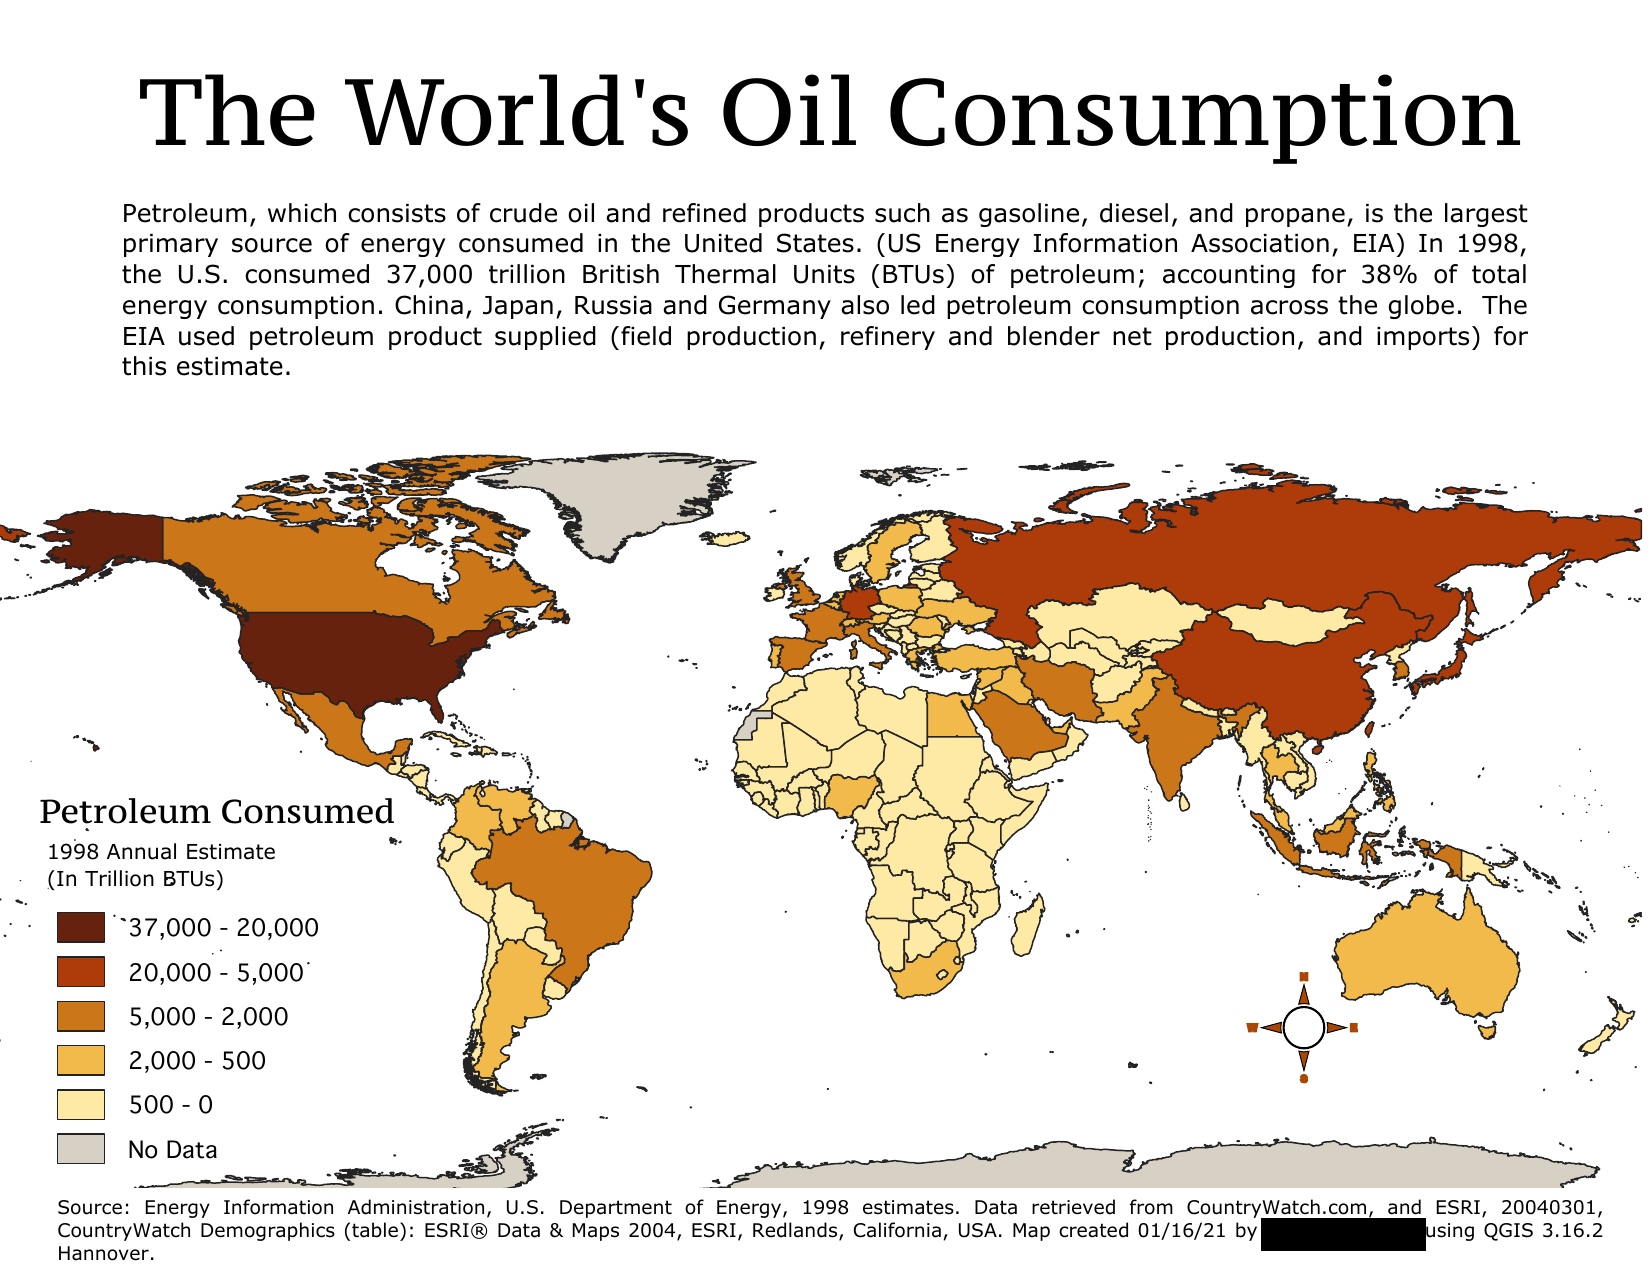 The World's Oil Consumption
Petroleum, which consists of crude oil and refined products such as gasoline, diesel, and propane, is the largest
primary source of energy consumed in the United States. (US Energy Information Association, EIA) In 1998,
the U.S. consumed 37,000 trillion British Thermal Units (BTUs) of petroleum; accounting for 38% of total
energy consumption. China, Japan, Russia and Germany also led petroleum consumption across the globe. The
EIA used petroleum product supplied (field production, refinery and blender net production, and imports) for
this estimate.
Petroleum Consumed
1998 Annual Estimate
(In Trillion BTUs)
37,000 - 20,000
20,000 - 5,000
5,000 - 2,000
2,000 - 500
500 - 0
No Data
N
W E
S
Source: Energy Information Administration, U.S. Department of Energy, 1998 estimates. Data retrieved from CountryWatch.com, and ESRI, 20040301,
CountryWatch Demographics (table): ESRI® Data & Maps 2004, ESRI, Redlands, California, USA. Map created 01/16/21 by using QGIS 3.16.2
Hannover.